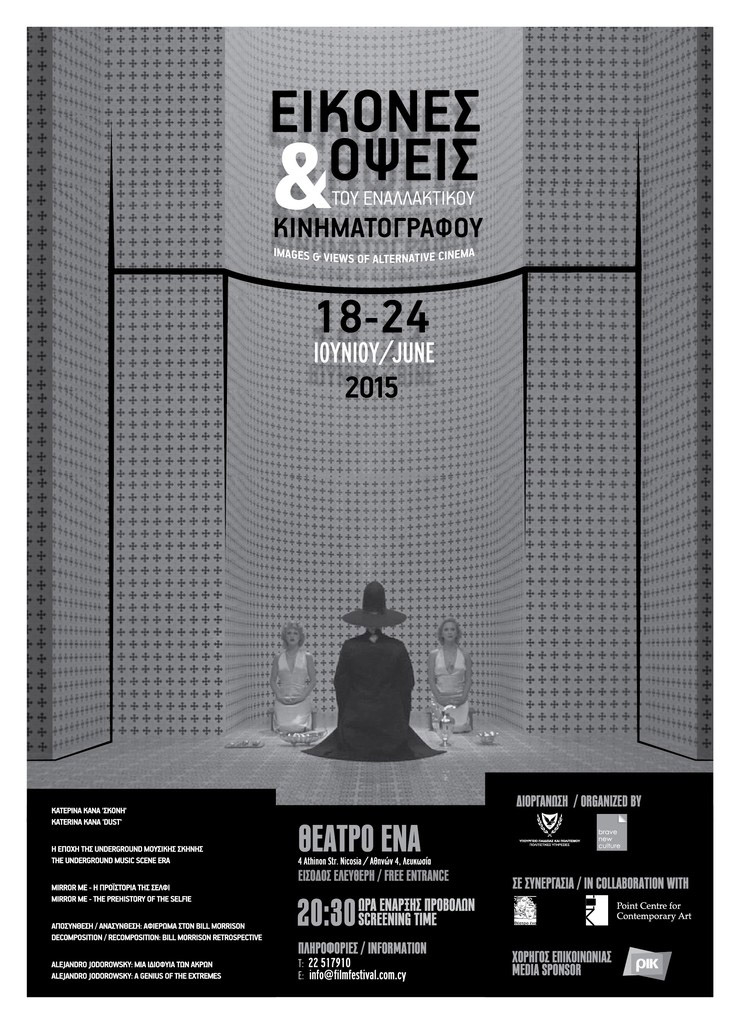 ΕΙΚΟΝΕΣ
& ΟΨΕΙΣ
ΤΟΥ ΕΝΑΛΛΑΚΤΙΚΟΥ
ΚΙΝΗΜΑΤΟΓΡΑΦΟΥ
IMAGES & VIEWS OF ALTERNATIVE CINEMA
18-24
ΙΟΥΝΙΟΥ/JUNE
2015
ΚΑΤΕΡΙΝΑ ΚΑΝΑ 'ΣΚΟΝΗ'
KATERINA KANA 'DUST'
Η ΕΠΟΧΗ ΤΗΣ UNDERGROUND ΜΟΥΣΙΚΗΣ ΣΚΗΝΗΣ
THE UNDERGROUND MUSIC SCENE ERA
MIRROR ME - Η ΠΡΟΪΣΤΟΡΙΑ ΤΗΣ ΣΕΛΦΙ
MIRROR ME - THE PREHISTORY OF THE SELFIE
ΑΠΟΣΥΝΘΕΣΗ / ΑΝΑΣΥΝΘΕΣΗ: ΑΦΙΕΡΩΜΑ ΣΤΟΝ BILL MORRISON
DECOMPOSITION / RECOMPOSITION: BILL MORRISON RETROSPECTIVE
ALEJANDRO JODOROWSKY: ΜΙΑ ΙΔΙΟΦΥΙΑ ΤΩΝ ΑΚΡΩΝ
ALEJANDRO JODOROWSKY: A GENIUS OF THE EXTREMES
ΘΕΑΤΡΟ ΕΝΑ
4 Athinon Str. Nicosia / Αθηνών 4, Λευκωσία
ΕΙΣΟΔΟΣ ΕΛΕΥΘΕΡΗ / FREE ENTRANCE
20:30 ΩΡΑ ΕΝΑΡΞΗΣ ΠΡΟΒΟΛΩΝ
SCREENING TIME
ΠΛΗΡΟΦΟΡΙΕΣ / INFORMATION
T: 22 517910
E: info@filmfestival.com.cy
ΔΙΟΡΓΑΝΩΣΗ / ORGANIZED BY
ΥΠΟΥΡΓΕΙΟ ΠΑΙΔΕΙΑΣ ΚΑΙ ΠΟΛΙΤΙΣΜΟΥ
ΠΟΛΙΤΙΣΤΙΚΕΣ ΥΠΗΡΕΣΙΕΣ
brave
new
culture
ΣΕ ΣΥΝΕΡΓΑΣΙΑ / IN COLLABORATION WITH
Point Centre for
Contemporary Art
ΧΟΡΗΓΟΣ ΕΠΙΚΟΙΝΩΝΙΑΣ
MEDIA SPONSOR
ρικ